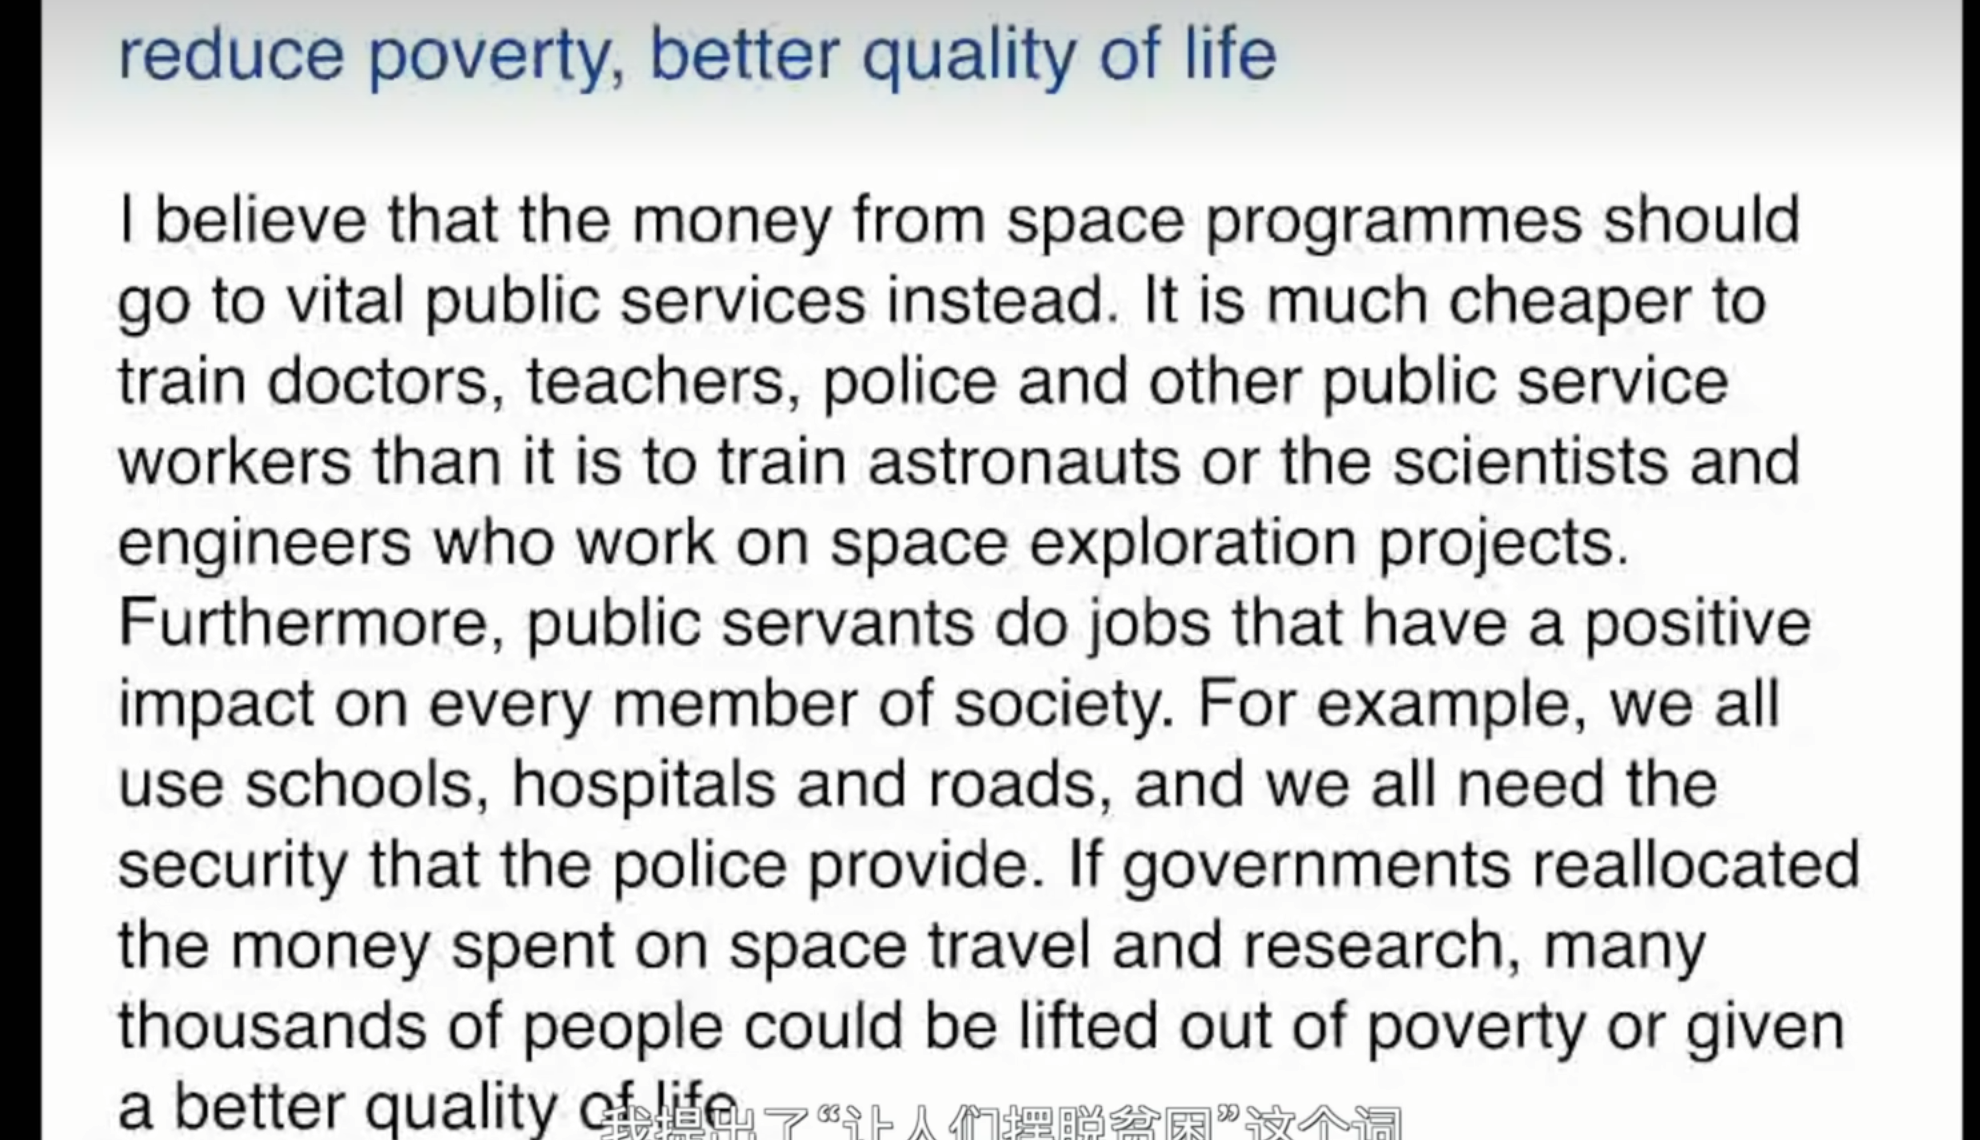 reduce poverty, better quality of life
I believe that the money from space programmes should
go to vital public services instead. It is much cheaper to
train doctors, teachers, police and other public service
workers than it is to train astronauts or the scientists and
engineers who work on space exploration projects.
Furthermore, public servants do jobs that have a positive
impact on every member of society. For example, we all
use schools, hospitals and roads, and we all need the
security that the police provide. If governments reallocated
the money spent on space travel and research, many
thousands of people could be lifted out of poverty or given
a better quality of life
我提出了“让人们摆脱贫困”这个词